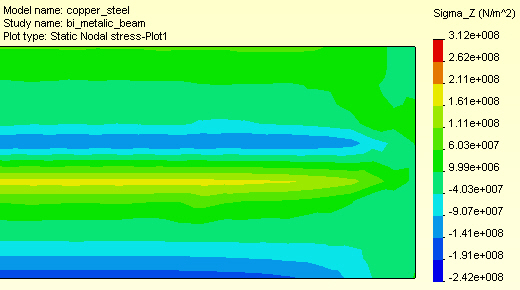 Model name: copper_steel
Study name: bi_metalic_beam
Plot type: Static Nodal stress-Plot1
Sigma_Z (N/m^2)
3.12e+008
2.62e+008
2.11e+008
1.61e+008
1.11e+008
6.03e+007
9.99e+006
-4.03e+007
-9.07e+007
-1.41e+008
-1.91e+008
-2.42e+008